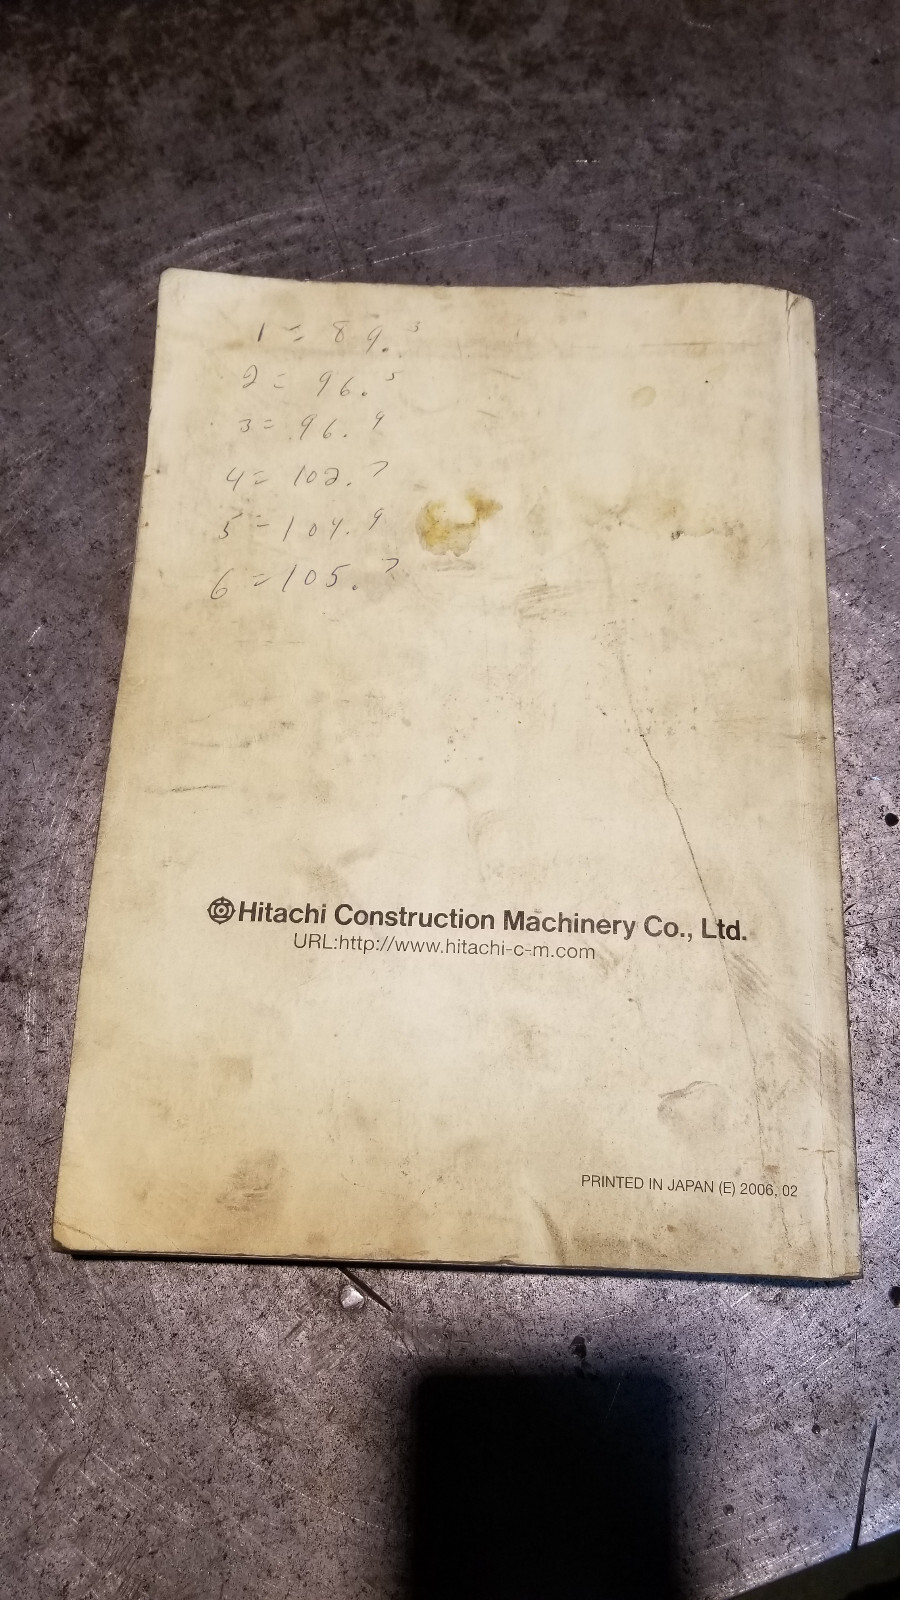 1 = 89.3
2 = 96.5
3 = 96.9
4 = 102.7
5 = 104.9
6 = 105.7
Hitachi Construction Machinery Co., Ltd.
URL:http://www.hitachi-c-m.com
PRINTED IN JAPAN (E) 2006, 02